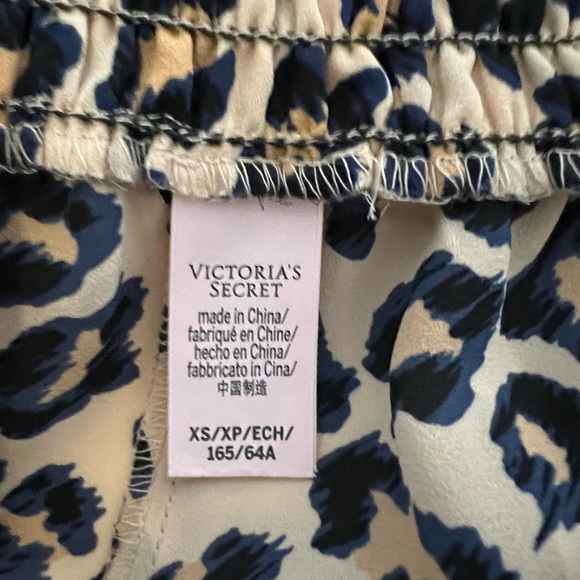 VICTORIA'S
SECRET
made in China/
fabriqué en Chine/
hecho en China/
fabbricato in Cina/
中国制造
XS/XP/ECH/
165/64A